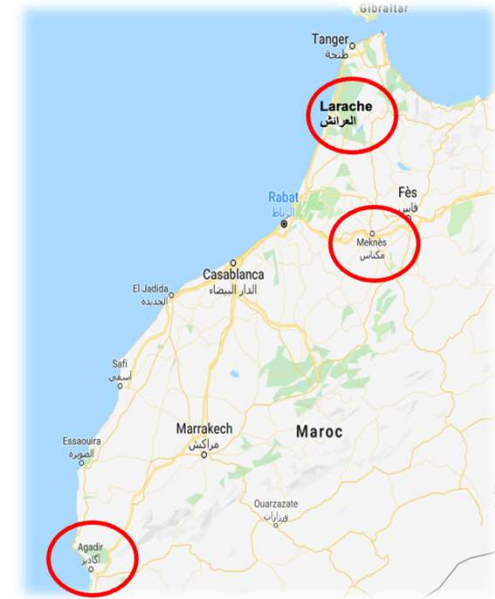 Gibraltar
Tanger
طنجة
Larache
العرائش
Rabat
الرباط
Fès
فاس
Meknès
مكناس
Casablanca
الدار البيضاء
El Jadida
الجديدة
Safi
آسفي
Marrakech
مراكش
Maroc
Essaouira
الصويرة
Ouarzazate
ورزازات
Agadir
أكادير